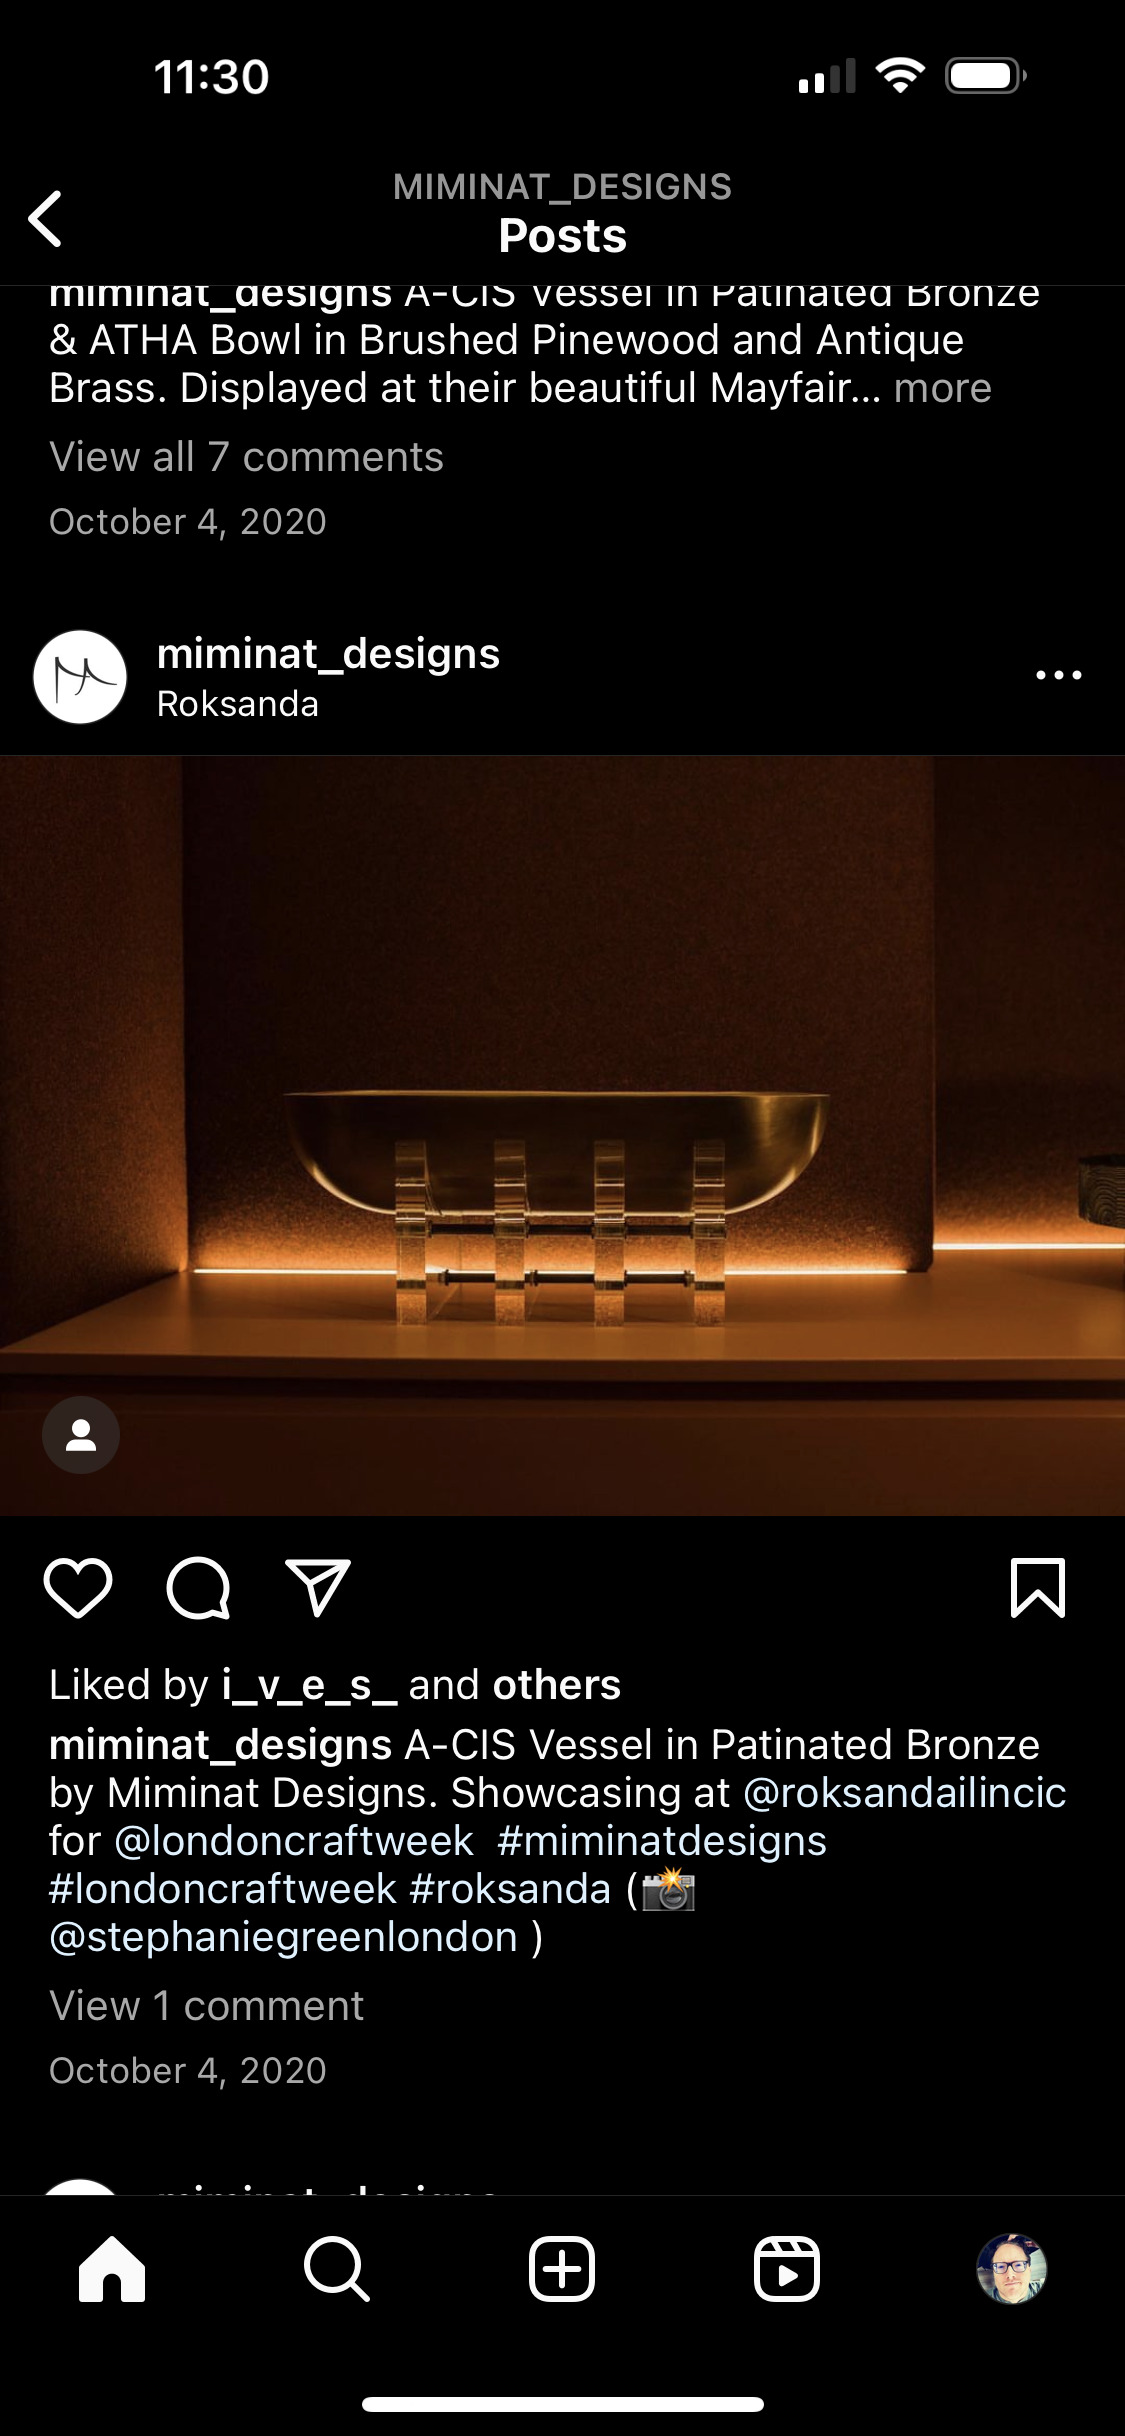 11:30
MIMINAT_DESIGNS
Posts
miminat_designs A-CIS Vessel in Patinated Bronze
& ATHA Bowl in Brushed Pinewood and Antique
Brass. Displayed at their beautiful Mayfair... more
View all 7 comments
October 4, 2020
miminat_designs
Roksanda
Liked by i_v_e_s_ and others
miminat_designs A-CIS Vessel in Patinated Bronze
by Miminat Designs. Showcasing at @roksandailincic
for @londoncraftweek #miminatdesigns
#londoncraftweek #roksanda (📸
@stephaniegreenlondon )
View 1 comment
October 4, 2020
miminat_designs